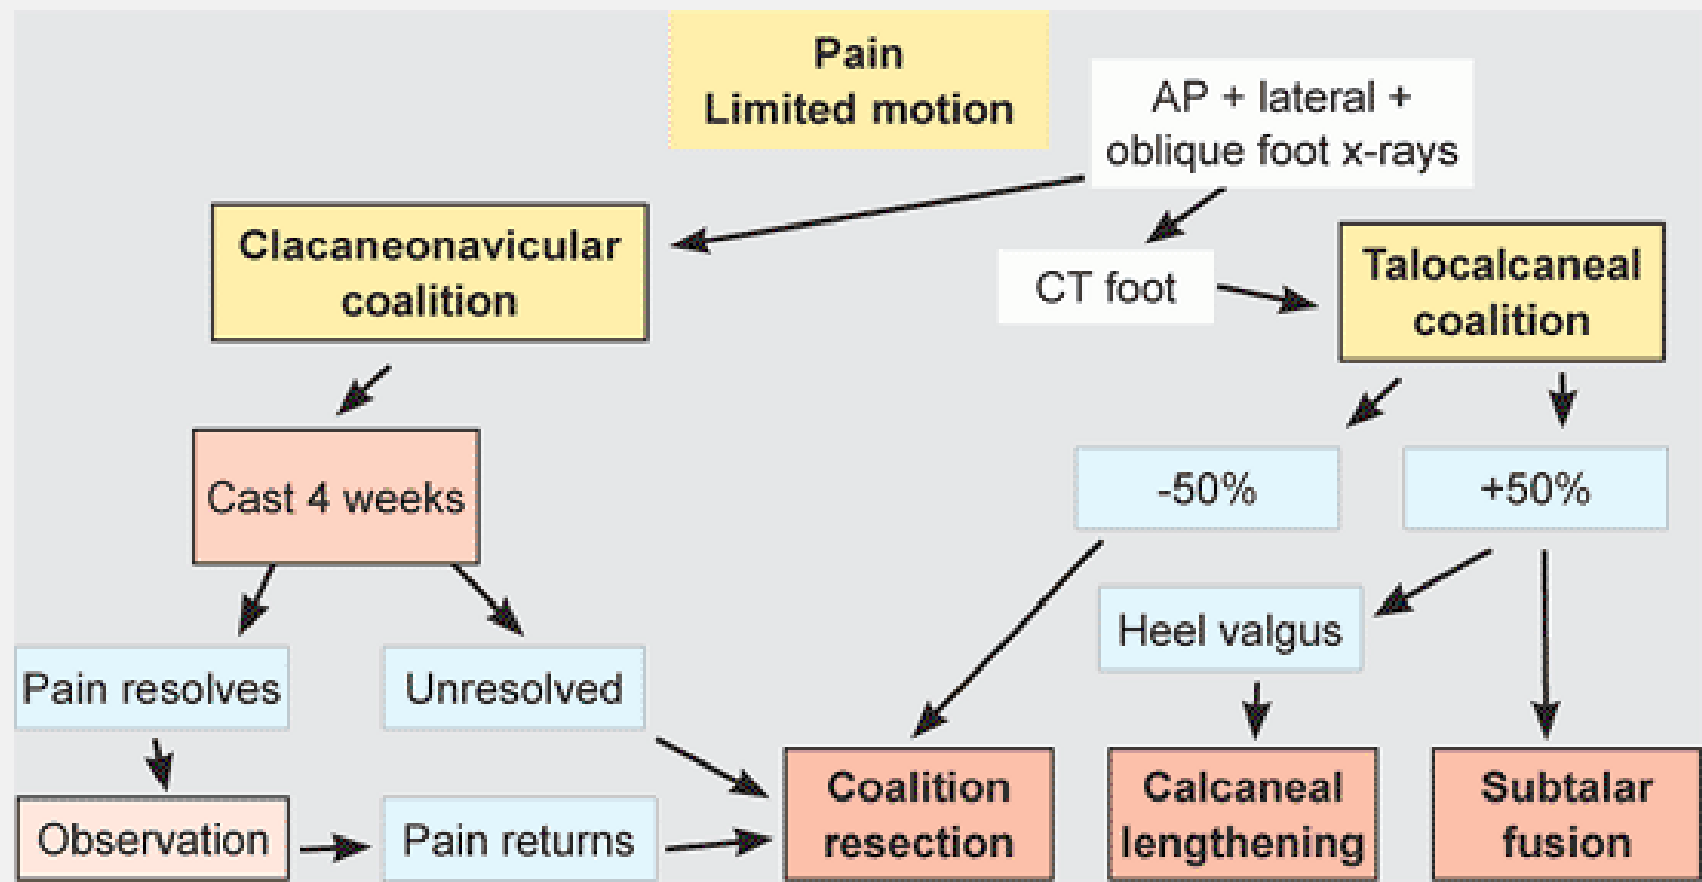 Pain
Limited motion
AP + lateral +
oblique foot x-rays
Clacaneonavicular
coalition
CT foot
Talocalcaneal
coalition
Cast 4 weeks
-50%
+50%
Heel valgus
Pain resolves
Unresolved
Observation
Pain returns
Coalition
resection
Calcaneal
lengthening
Subtalar
fusion